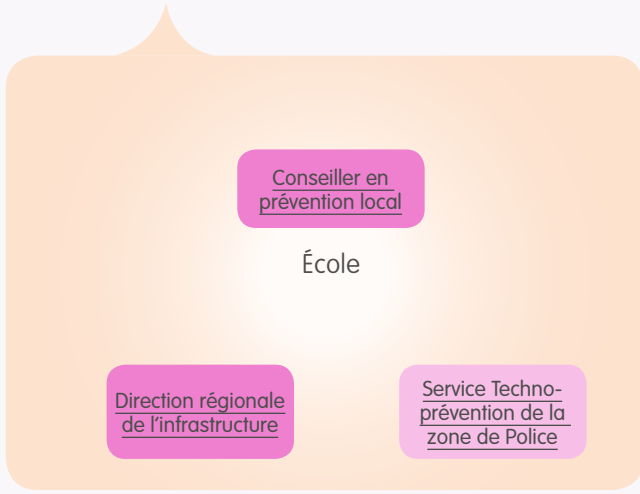 Conseiller en
prévention local
École
Direction régionale
de l'infrastructure
Service Techno-
prévention de la
zone de Police